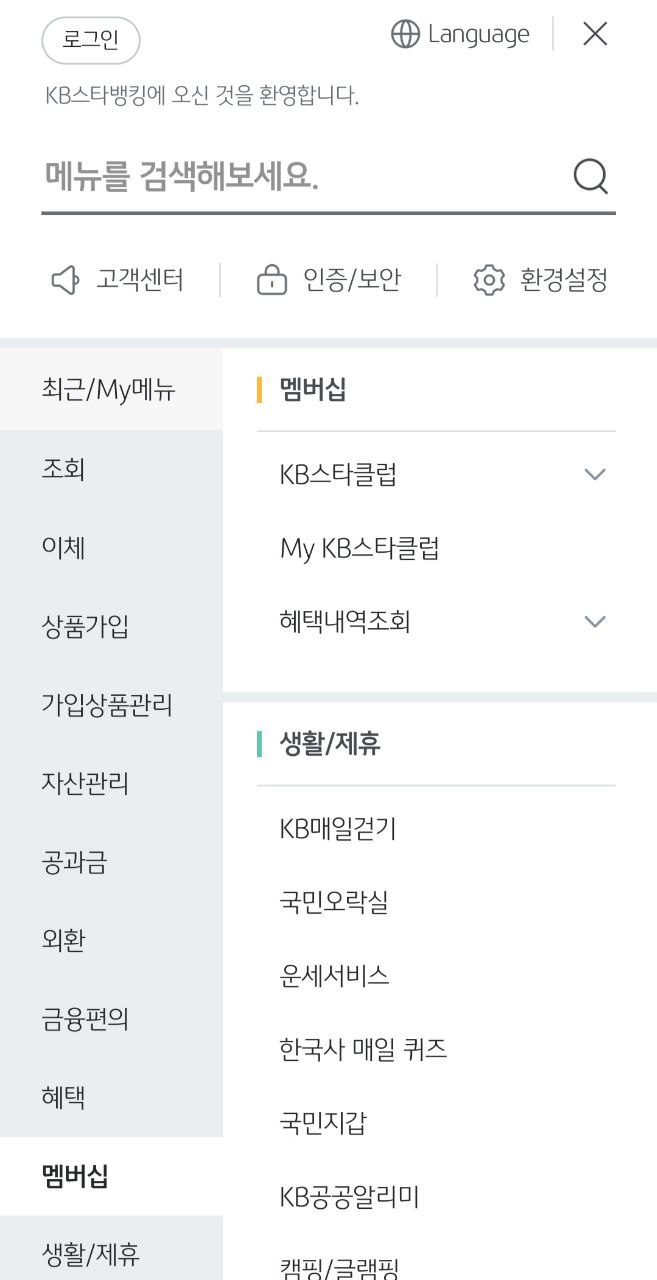 로그인
Language
KB스타뱅킹에 오신 것을 환영합니다.
메뉴를 검색해보세요.
고객센터
인증/보안
환경설정
최근/My메뉴
조회
이체
상품가입
가입상품관리
자산관리
공과금
외환
금융편의
혜택
멤버십
생활/제휴
멤버십
KB스타클럽
My KB스타클럽
혜택내역조회
생활/제휴
KB매일걷기
국민오락실
운세서비스
한국사 매일 퀴즈
국민지갑
KB공공알리미
캠핑/글램핑